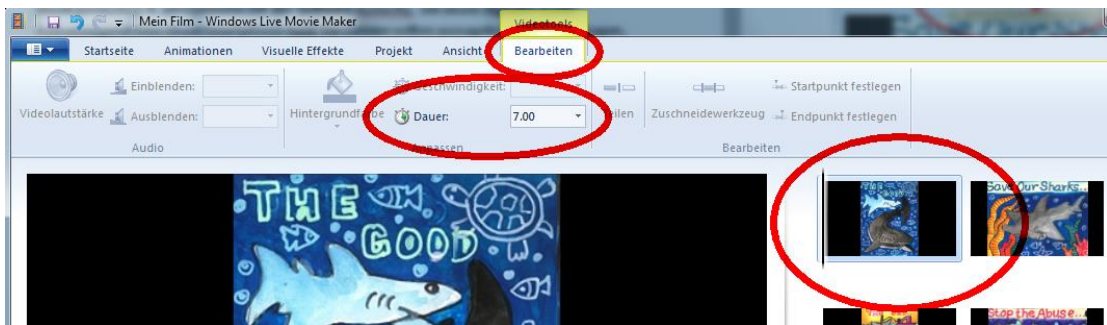 Mein Film - Windows Live Movie Maker
Videotools
Startseite Animationen Visuelle Effekte Projekt Ansicht Bearbeiten
Einblenden: Geschwindigkeit:
Startpunkt festlegen
Videolautstärke Ausblenden: Hintergrundfarbe Dauer: 7.00 Teilen Zuschneidewerkzeug Endpunkt festlegen
Audio Anpassen Bearbeiten
THE
GOOD
Save Our Sharks...
Stop the Abuse...